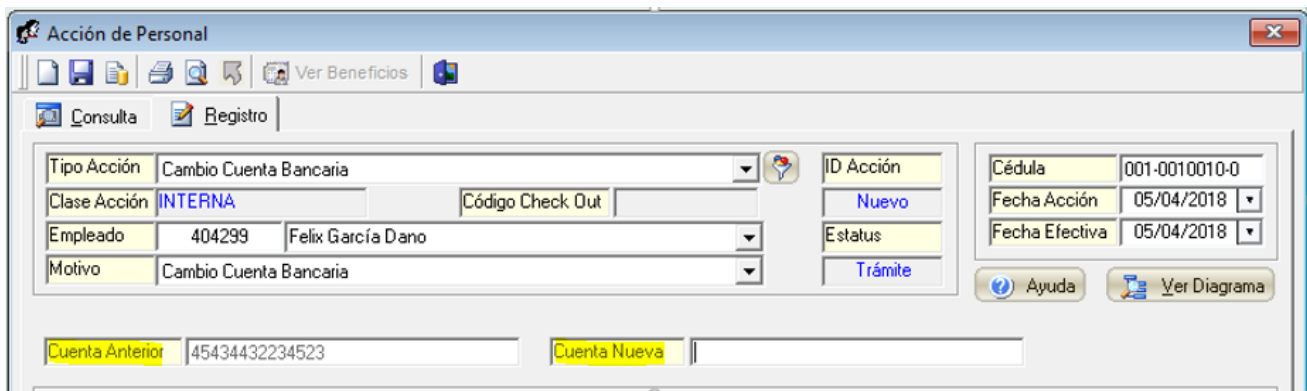 Acción de Personal
Ver Beneficios
Consulta Registro
Tipo Acción Cambio Cuenta Bancaria ID Acción Cédula 001-0010010-0
Clase Acción INTERNA Código Check Out Nuevo Fecha Acción 05/04/2018
Empleado 404299 Felix García Dano Estatus Fecha Efectiva 05/04/2018
Motivo Cambio Cuenta Bancaria Trámite Ayuda Ver Diagrama
Cuenta Anterior 45434432234523 Cuenta Nueva